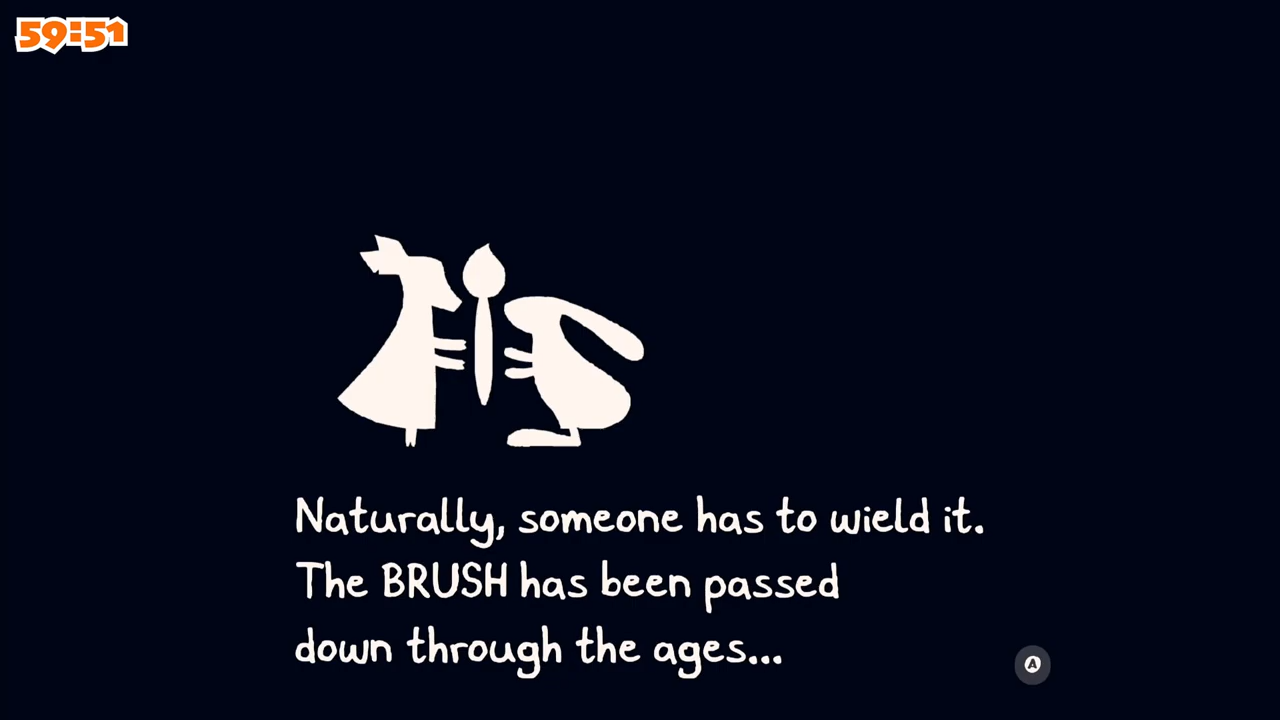 59:51
Naturally, someone has to wield it.
The BRUSH has been passed
down through the ages...
A